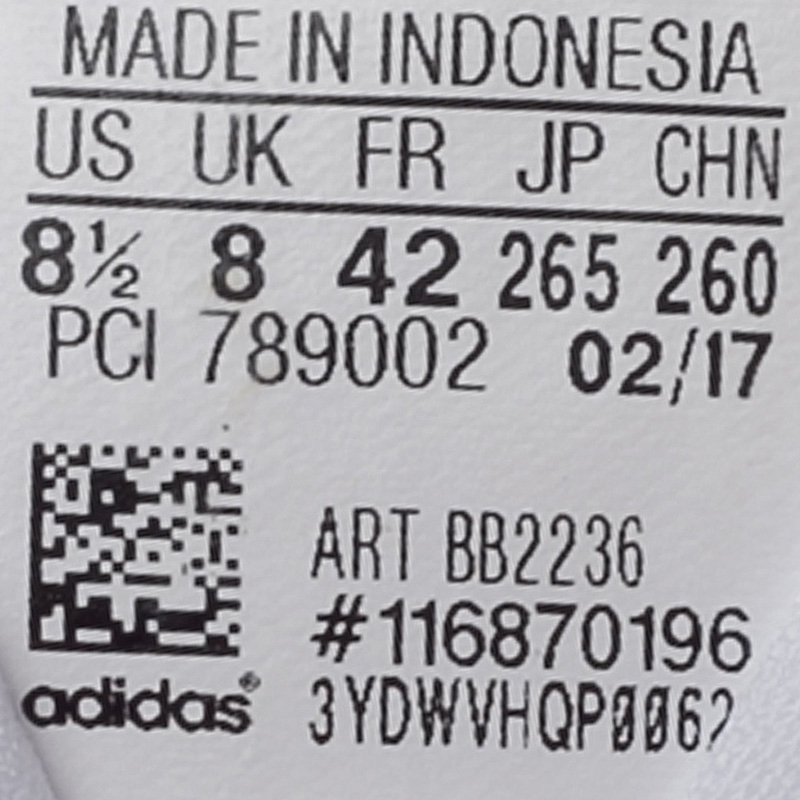 MADE IN INDONESIA
US UK FR JP CHN
8½ 8 42 265 260
PCI 789002 02/17
ART BB2236
#116870196
adidas® 3YDWVHQP0062